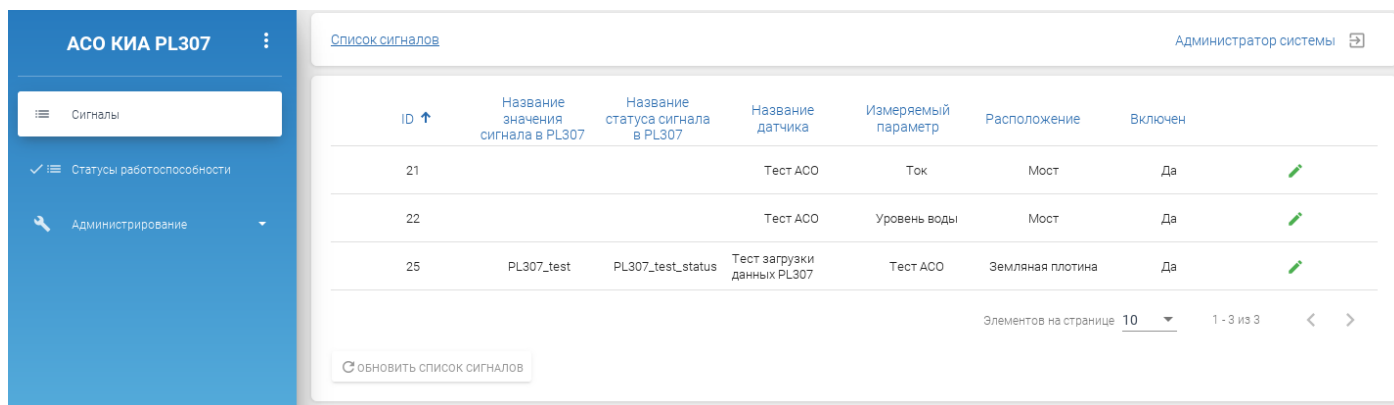 АСО КИА PL307
Сигналы
Статусы работоспособности
Администрирование
Список сигналов
Администратор системы
ID
Название
значения
сигнала в PL307
Название
статуса сигнала
в PL307
Название
датчика
Измеряемый
параметр
Расположение
Включен
21 Тест АСО Ток Мост Да
22 Тест АСО Уровень воды Мост Да
25 PL307_test PL307_test_status Тест загрузки
данных PL307 Тест АСО Земляная плотина Да
Элементов на странице 10 1 - 3 из 3
ОБНОВИТЬ СПИСОК СИГНАЛОВ